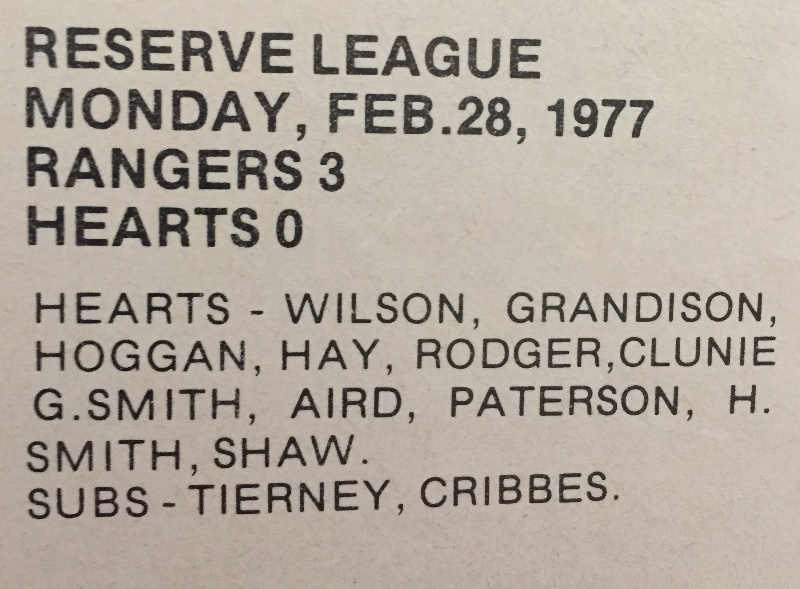 RESERVE LEAGUE
MONDAY, FEB.28, 1977
RANGERS 3
HEARTS 0
HEARTS - WILSON, GRANDISON,
HOGGAN, HAY, RODGER,CLUNIE
G.SMITH, AIRD, PATERSON, H.
SMITH, SHAW.
SUBS - TIERNEY, CRIBBES.